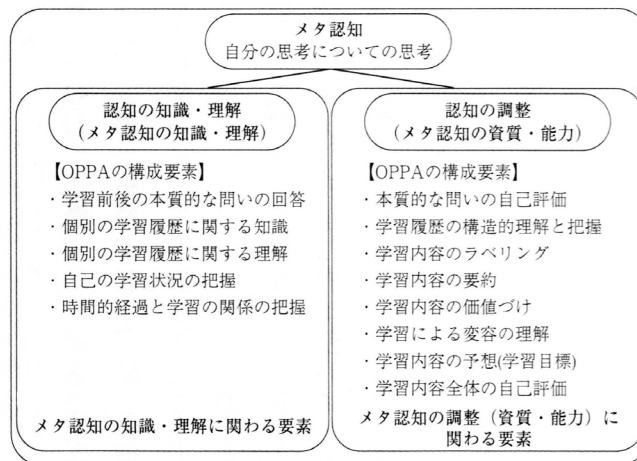 メタ認知
自分の思考についての思考
認知の知識・理解
(メタ認知の知識・理解)
【OPPAの構成要素】
・学習前後の本質的な問いの回答
・個別の学習履歴に関する知識
・個別の学習履歴に関する理解
・自己の学習状況の把握
・時間的経過と学習の関係の把握
メタ認知の知識・理解に関わる要素
認知の調整
(メタ認知の資質・能力)
【OPPAの構成要素】
・本質的な問いの自己評価
・学習履歴の構造的理解と把握
・学習内容のラベリング
・学習内容の要約
・学習内容の価値づけ
・学習による変容の理解
・学習内容の予想(学習目標)
・学習内容全体の自己評価
メタ認知の調整（資質・能力）に
関わる要素